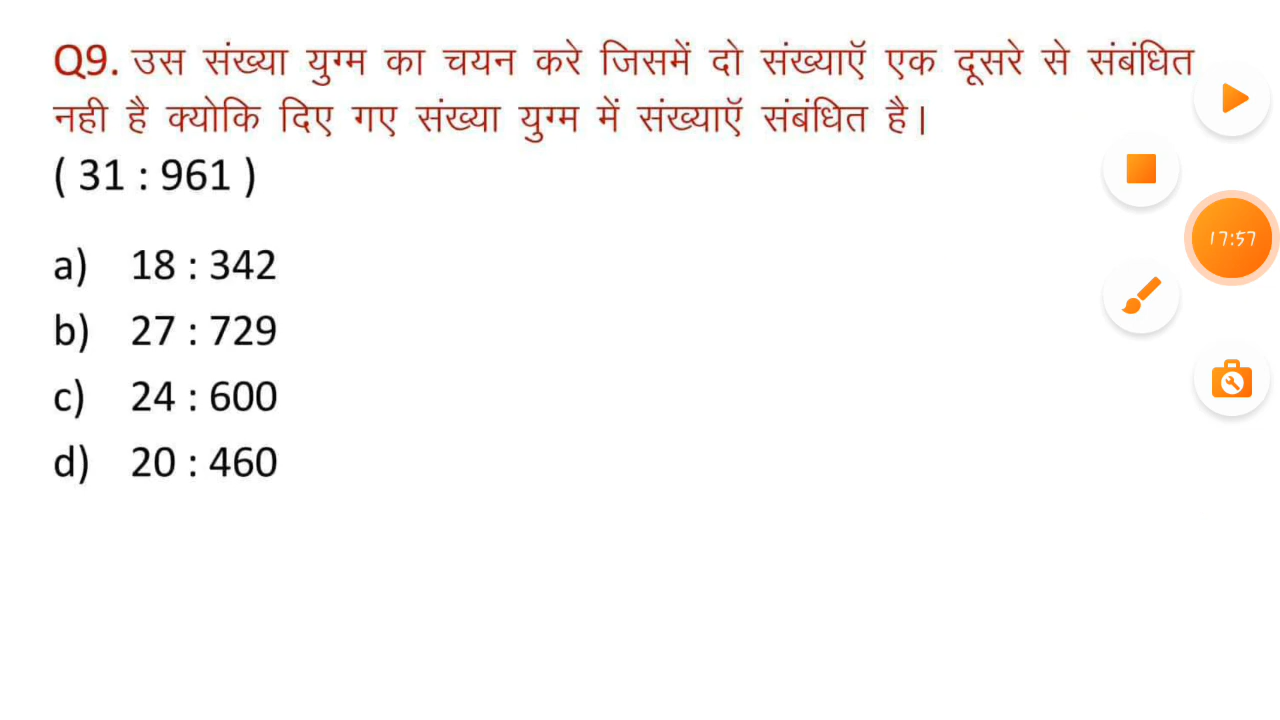 Q9. उस संख्या युग्म का चयन करे जिसमें दो संख्याऍ एक दूसरे से संबंधित
नही है क्योकि दिए गए संख्या युग्म में संख्याऍ संबंधित है।
( 31 : 961 )
a) 18 : 342
b) 27 : 729
c) 24 : 600
d) 20 : 460
17:57